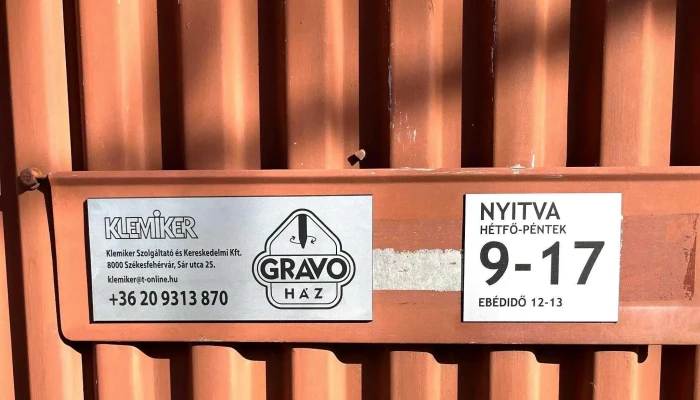 KLEMIKER
Klemiker Szolgáltató és Kereskedelmi Kft.
8000 Székesfehérvár, Sár utca 25.
klemiker@t-online.hu
+36 20 9313 870
GRAVO
HÁZ
NYITVA
HÉTFŐ-PÉNTEK
9-17
EBÉDIDŐ 12-13